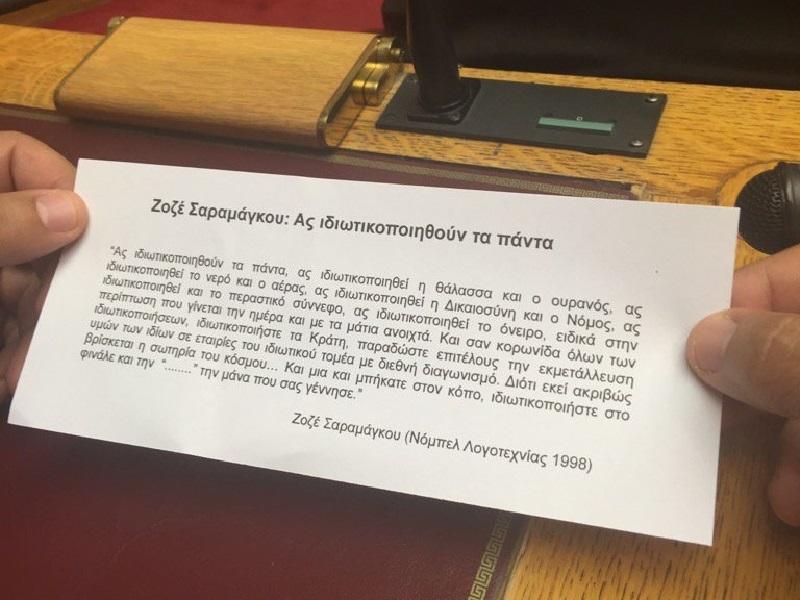 Ζοζέ Σαραμάγκου: Ας ιδιωτικοποιηθούν τα πάντα
“Ας ιδιωτικοποιηθούν τα πάντα, ας ιδιωτικοποιηθεί η θάλασσα και ο ουρανός, ας
ιδιωτικοποιηθεί το νερό και ο αέρας, ας ιδιωτικοποιηθεί η Δικαιοσύνη και ο Νόμος, ας
ιδιωτικοποιηθεί και το περαστικό σύννεφο, ας ιδιωτικοποιηθεί το όνειρο, ειδικά στην
περίπτωση που γίνεται την ημέρα και με τα μάτια ανοιχτά. Και σαν κορωνίδα όλων των
ιδιωτικοποιήσεων, ιδιωτικοποιήστε τα Κράτη, παραδώστε επιτέλους την εκμετάλλευση
υμών των ιδίων σε εταιρίες του ιδιωτικού τομέα με διεθνή διαγωνισμό. Διότι εκεί ακριβώς
βρίσκεται η σωτηρία του κόσμου... Και μια και μπήκατε στον κόπο, ιδιωτικοποιήστε στο
φινάλε και την “........” την μάνα που σας γέννησε.”
Ζοζέ Σαραμάγκου (Νόμπελ Λογοτεχνίας 1998)